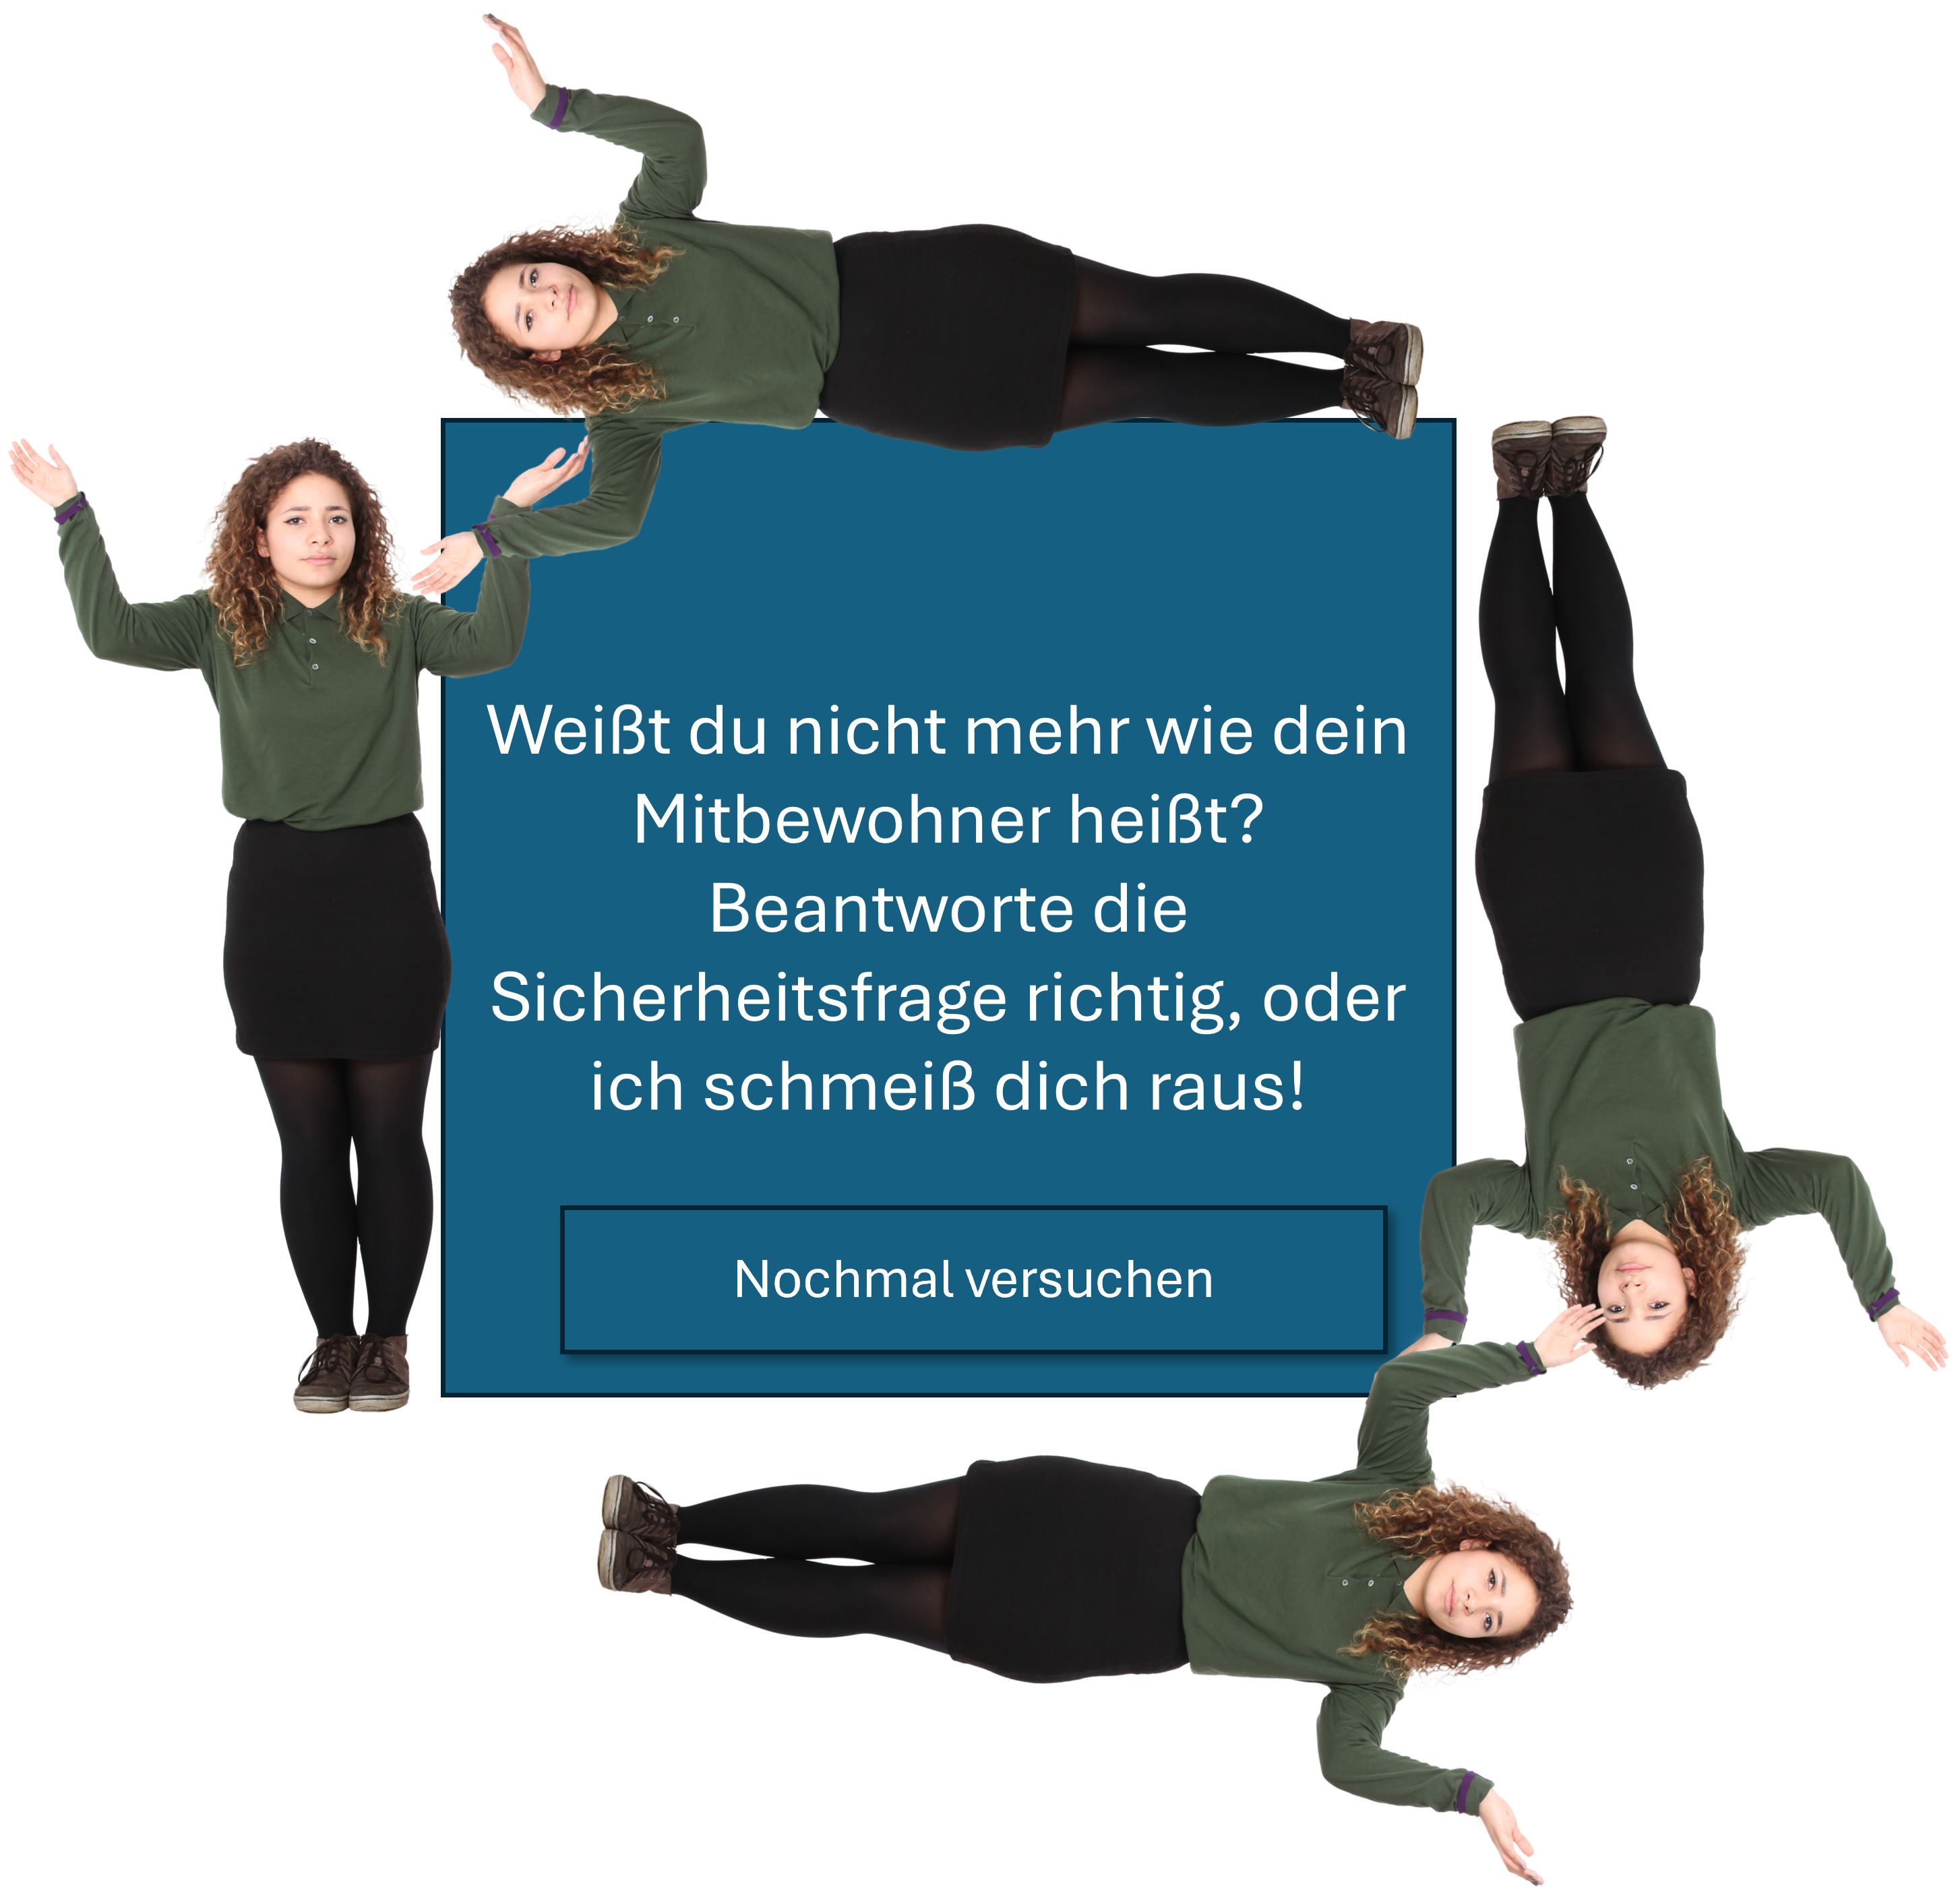 Weißt du nicht mehr wie dein
Mitbewohner heißt?
Beantworte die
Sicherheitsfrage richtig, oder
ich schmeiß dich raus!
Nochmal versuchen